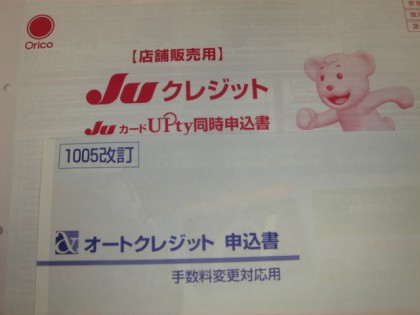 Orico
【店舗販売用】
Juクレジット
JuカードUPty同時申込書
1005改訂
オートクレジット 申込書
手数料変更対応用